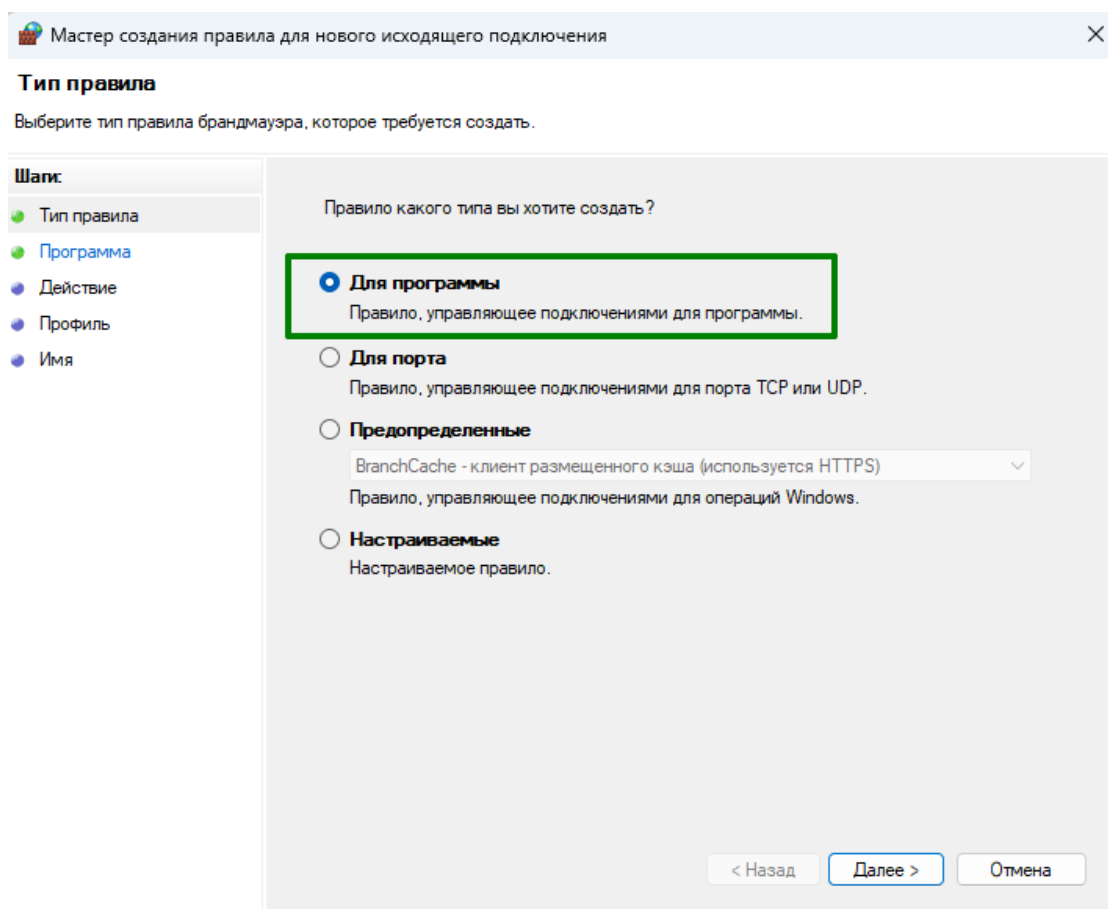 Мастер создания правила для нового исходящего подключения
Тип правила
Выберите тип правила брандмауэра, которое требуется создать.
Шаги:
Тип правила
Программа
Действие
Профиль
Имя
Правило какого типа вы хотите создать?
Для программы
Правило, управляющее подключениями для программы.
Для порта
Правило, управляющее подключениями для порта TCP или UDP.
Предопределенные
BranchCache - клиент размещенного кэша (используется HTTPS)
Правило, управляющее подключениями для операций Windows.
Настраиваемые
Настраиваемое правило.
< Назад
Далее >
Отмена